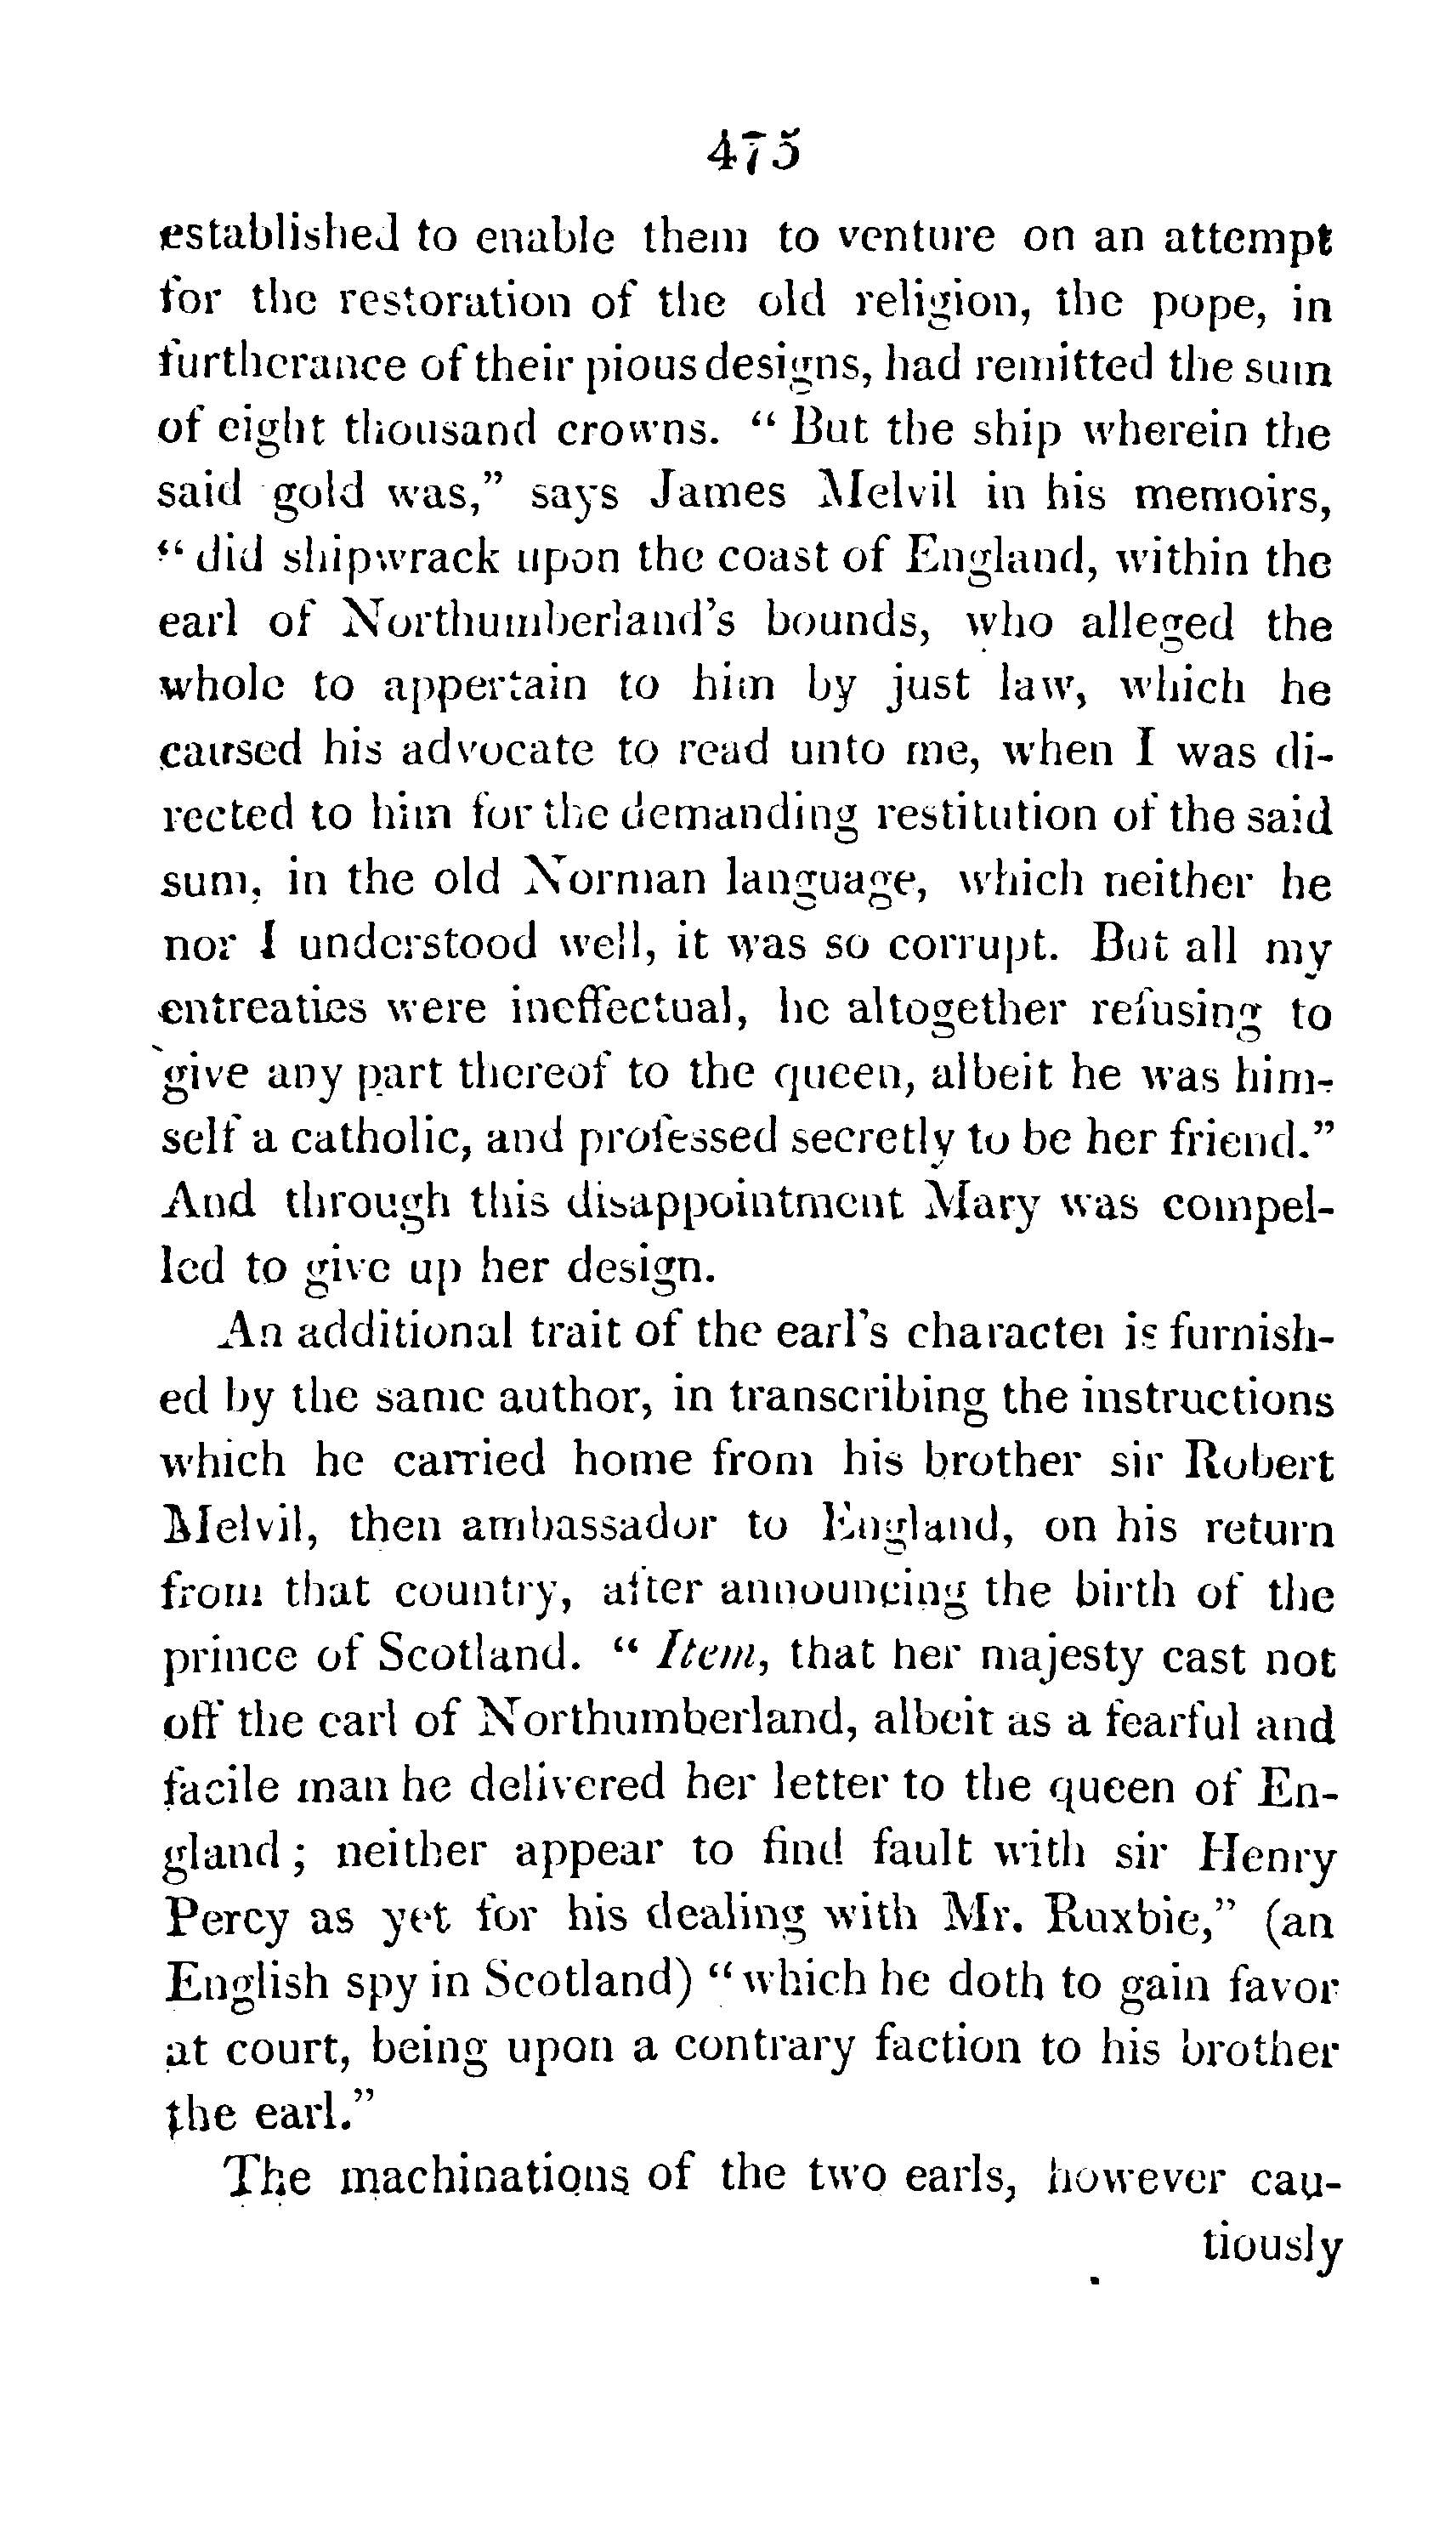 475
established to enable them to venture on an attempt
for the restoration of the old religion, the pope, in
furtherance of their pious designs, had remitted the sum
of eight thousand crowns. “ But the ship wherein the
said gold was,” says James Melvil in his memoirs,
“ did shipwrack upon the coast of England, within the
earl of Northumberland’s bounds, who alleged the
whole to appertain to him by just law, which he
caused his advocate to read unto me, when I was di-
rected to him for the demanding restitution of the said
sum, in the old Norman language, which neither he
nor I understood well, it was so corrupt. But all my
entreaties were ineffectual, he altogether refusing to
give any part thereof to the queen, albeit he was him-
self a catholic, and professed secretly to be her friend.”
And through this disappointment Mary was compel-
led to give up her design.
An additional trait of the earl’s character is furnish-
ed by the same author, in transcribing the instructions
which he carried home from his brother sir Robert
Melvil, then ambassador to England, on his return
from that country, after announcing the birth of the
prince of Scotland. “ Item, that her majesty cast not
off the earl of Northumberland, albeit as a fearful and
facile man he delivered her letter to the queen of En-
gland ; neither appear to find fault with sir Henry
Percy as yet for his dealing with Mr. Ruxbie,” (an
English spy in Scotland) “ which he doth to gain favor
at court, being upon a contrary faction to his brother
the earl.”
The machinations of the two earls, however cau-
tiously